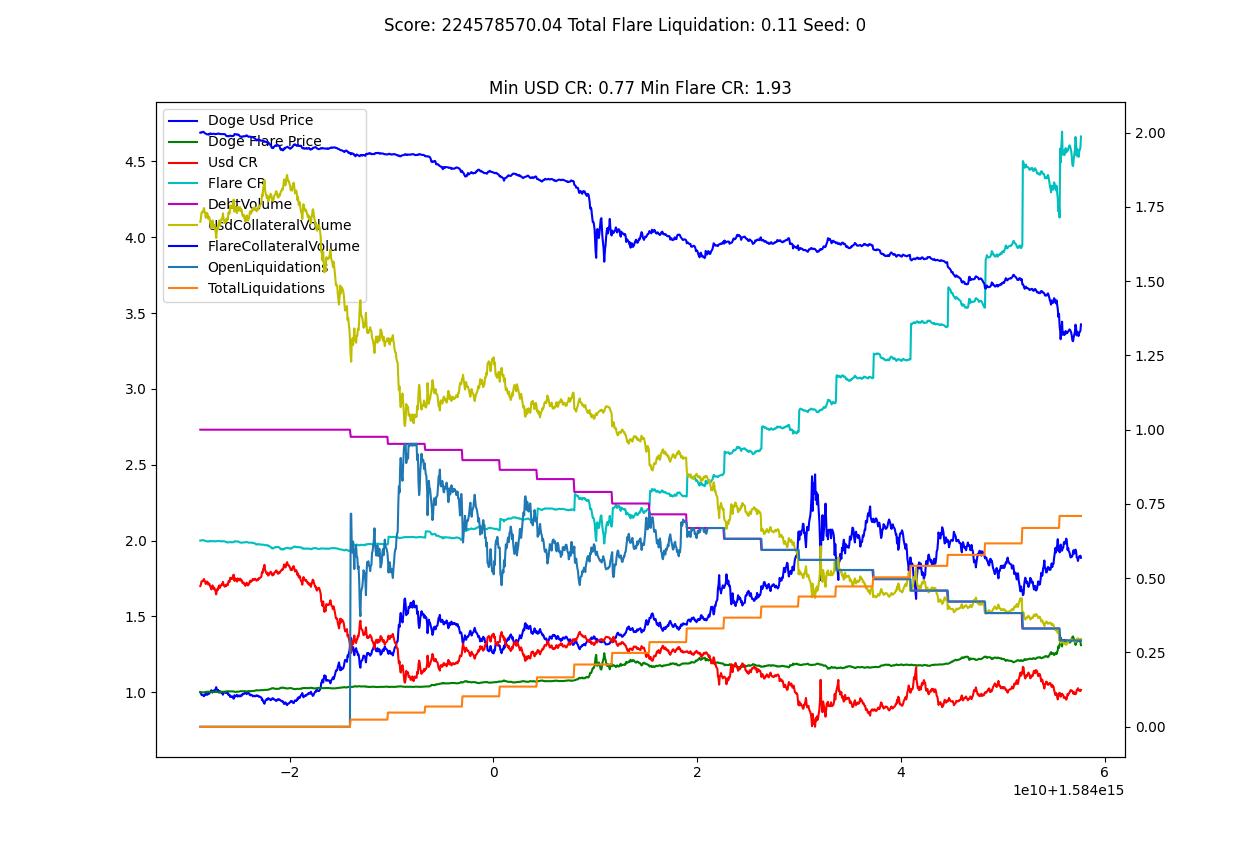 Score: 224578570.04 Total Flare Liquidation: 0.11 Seed: 0
Min USD CR: 0.77 Min Flare CR: 1.93
Doge Usd Price
Doge Flare Price
Usd CR
Flare CR
DebtVolume
UsdCollateralVolume
FlareCollateralVolume
OpenLiquidations
TotalLiquidations
4.5
4.0
3.5
3.0
2.5
2.0
1.5
1.0
2.00
1.75
1.50
1.25
1.00
0.75
0.50
0.25
0.00
−2
0
2
4
6
1e10+1.584e15